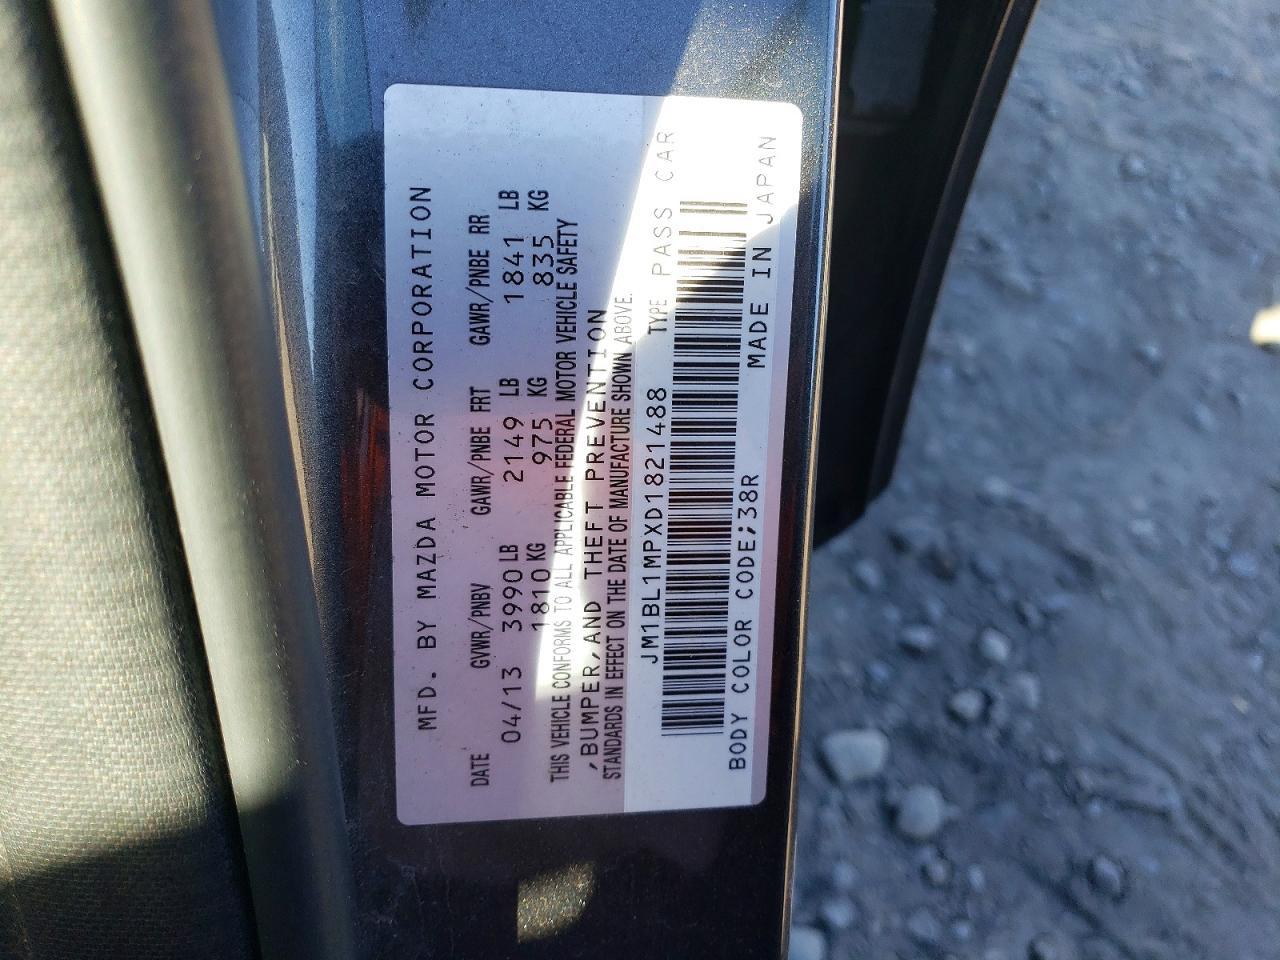 MFD. BY MAZDA MOTOR CORPORATION
DATE GVWR/PNBV GAWR/PNBE FRT GAWR/PNBE RR
04/13 3990 LB 2149 LB 1841 LB
1810 KG 975 KG 835 KG
THIS VEHICLE CONFORMS TO ALL APPLICABLE FEDERAL MOTOR VEHICLE SAFETY
,BUMPER,AND THEFT PREVENTION
STANDARDS IN EFFECT ON THE DATE OF MANUFACTURE SHOWN ABOVE.
JM1BL1MPXD1821488 TYPE PASS CAR
BODY COLOR CODE;38R MADE IN JAPAN